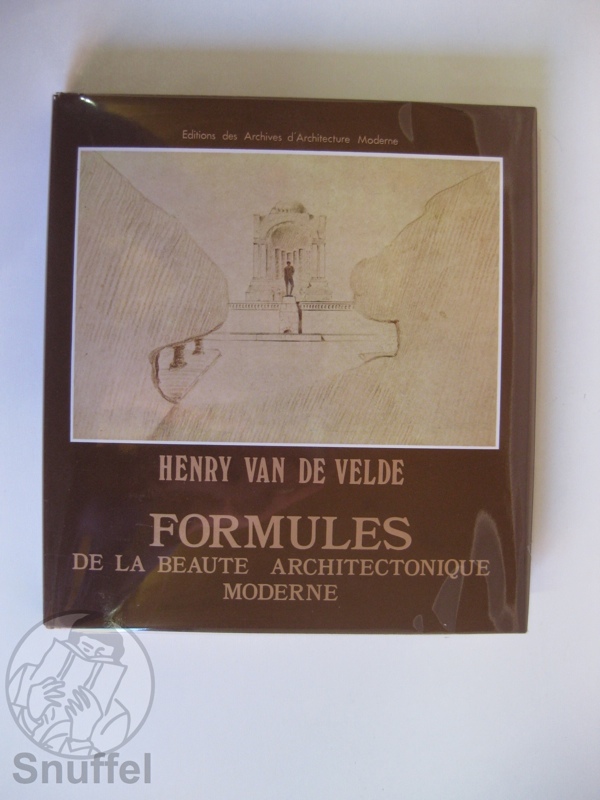 Editions des Archives d'Architecture Moderne
HENRY VAN DE VELDE
FORMULES
DE LA BEAUTE ARCHITECTONIQUE
MODERNE
Snuffel